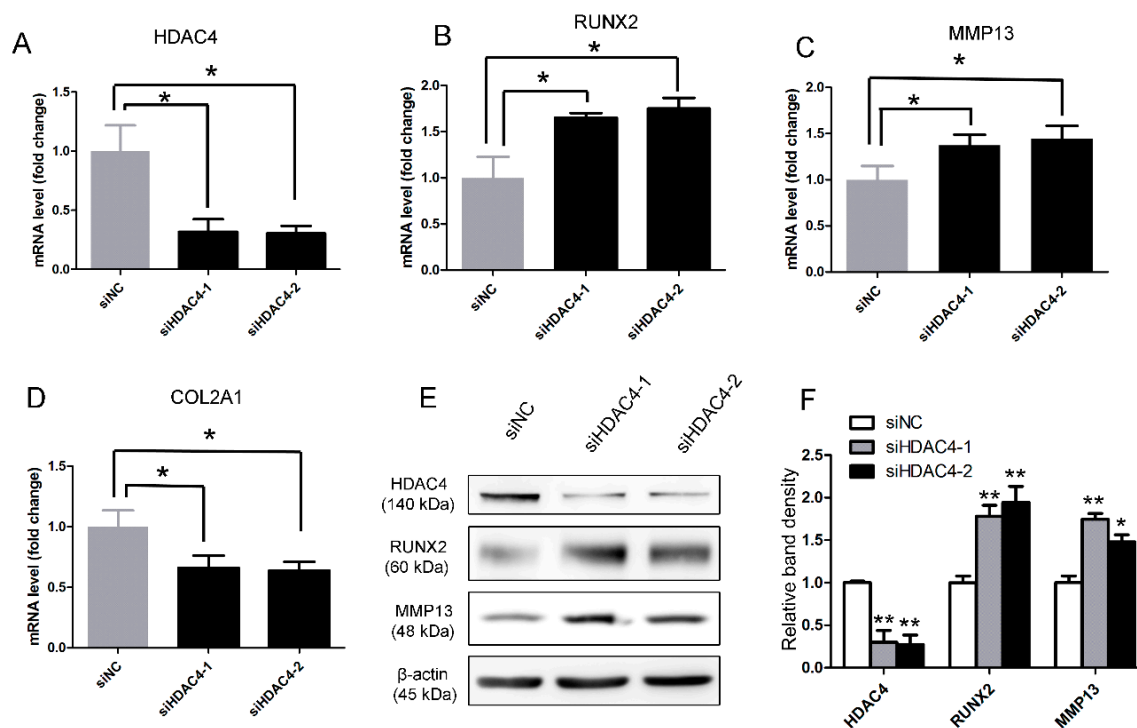 A
HDAC4
mRNA level (fold change)
1.5
1.0
0.5
0.0
*
*
siNC
siHDAC4-1
siHDAC4-2
B
RUNX2
mRNA level (fold change)
2.0
1.5
1.0
0.5
0.0
*
*
siNC
siHDAC4-1
siHDAC4-2
C
MMP13
mRNA level (fold change)
2.0
1.5
1.0
0.5
0.0
*
*
siNC
siHDAC4-1
siHDAC4-2
D
COL2A1
mRNA level (fold change)
1.5
1.0
0.5
0.0
*
*
siNC
siHDAC4-1
siHDAC4-2
E
siNC
siHDAC4-1
siHDAC4-2
HDAC4
(140 kDa)
RUNX2
(60 kDa)
MMP13
(48 kDa)
β-actin
(45 kDa)
F
siNC
siHDAC4-1
siHDAC4-2
Relative band density
2.5
2.0
1.5
1.0
0.5
0.0
** **
** **
** *
HDAC4
RUNX2
MMP13